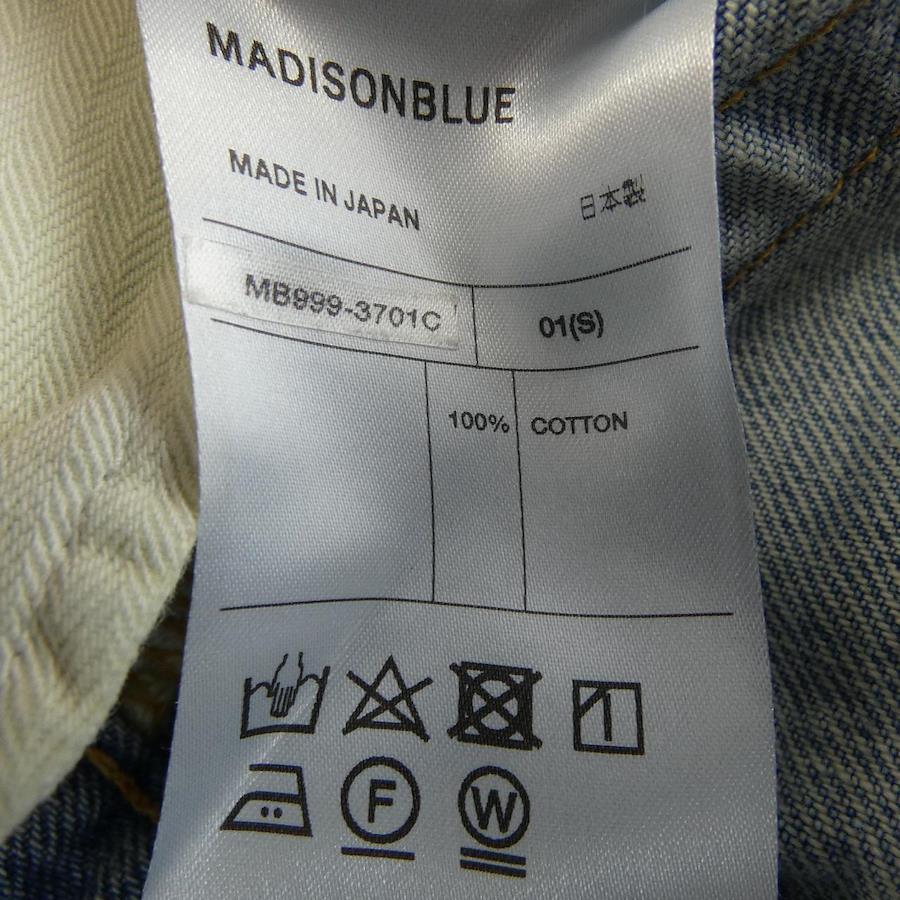 MADISONBLUE
MADE IN JAPAN 日本製
MB999-3701C 01(S)
100% COTTON
F W